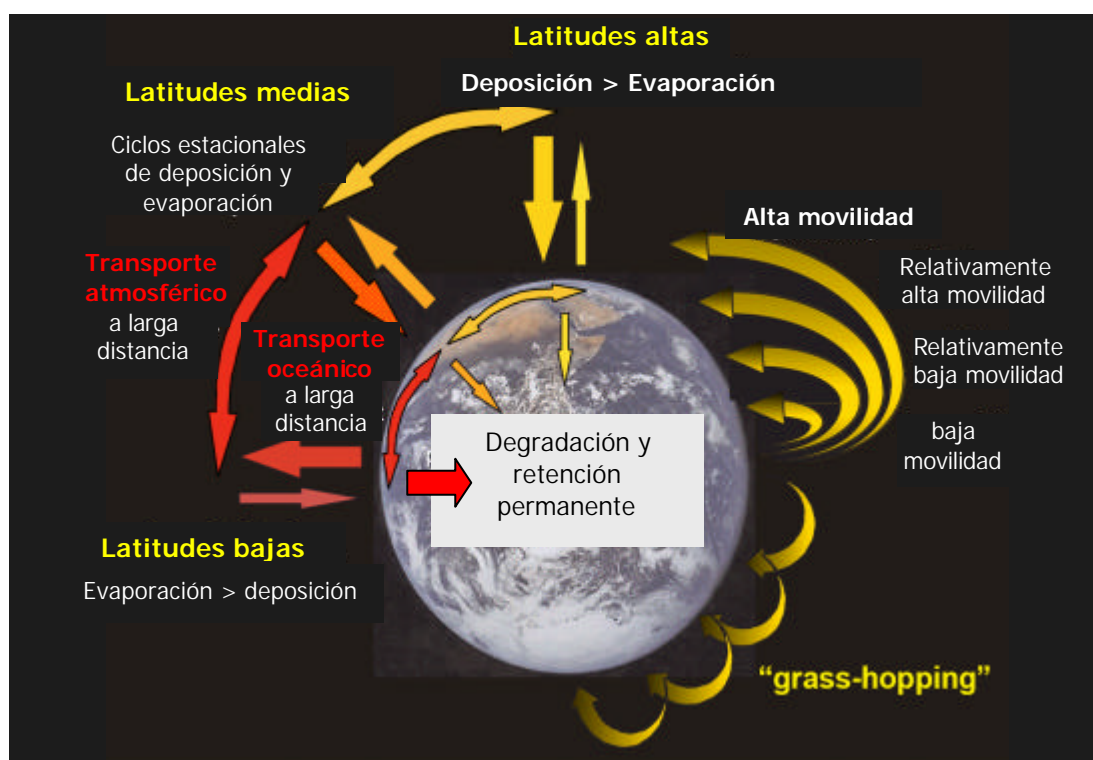 Latitudes altas
Deposición > Evaporación
Latitudes medias
Ciclos estacionales
de deposición y
evaporación
Alta movilidad
Relativamente
alta movilidad
Transporte
atmosférico
a larga
distancia
Transporte
oceánico
a larga
distancia
Relativamente
baja movilidad
baja
movilidad
Degradación y
retención
permanente
Latitudes bajas
Evaporación > deposición
“grass-hopping”